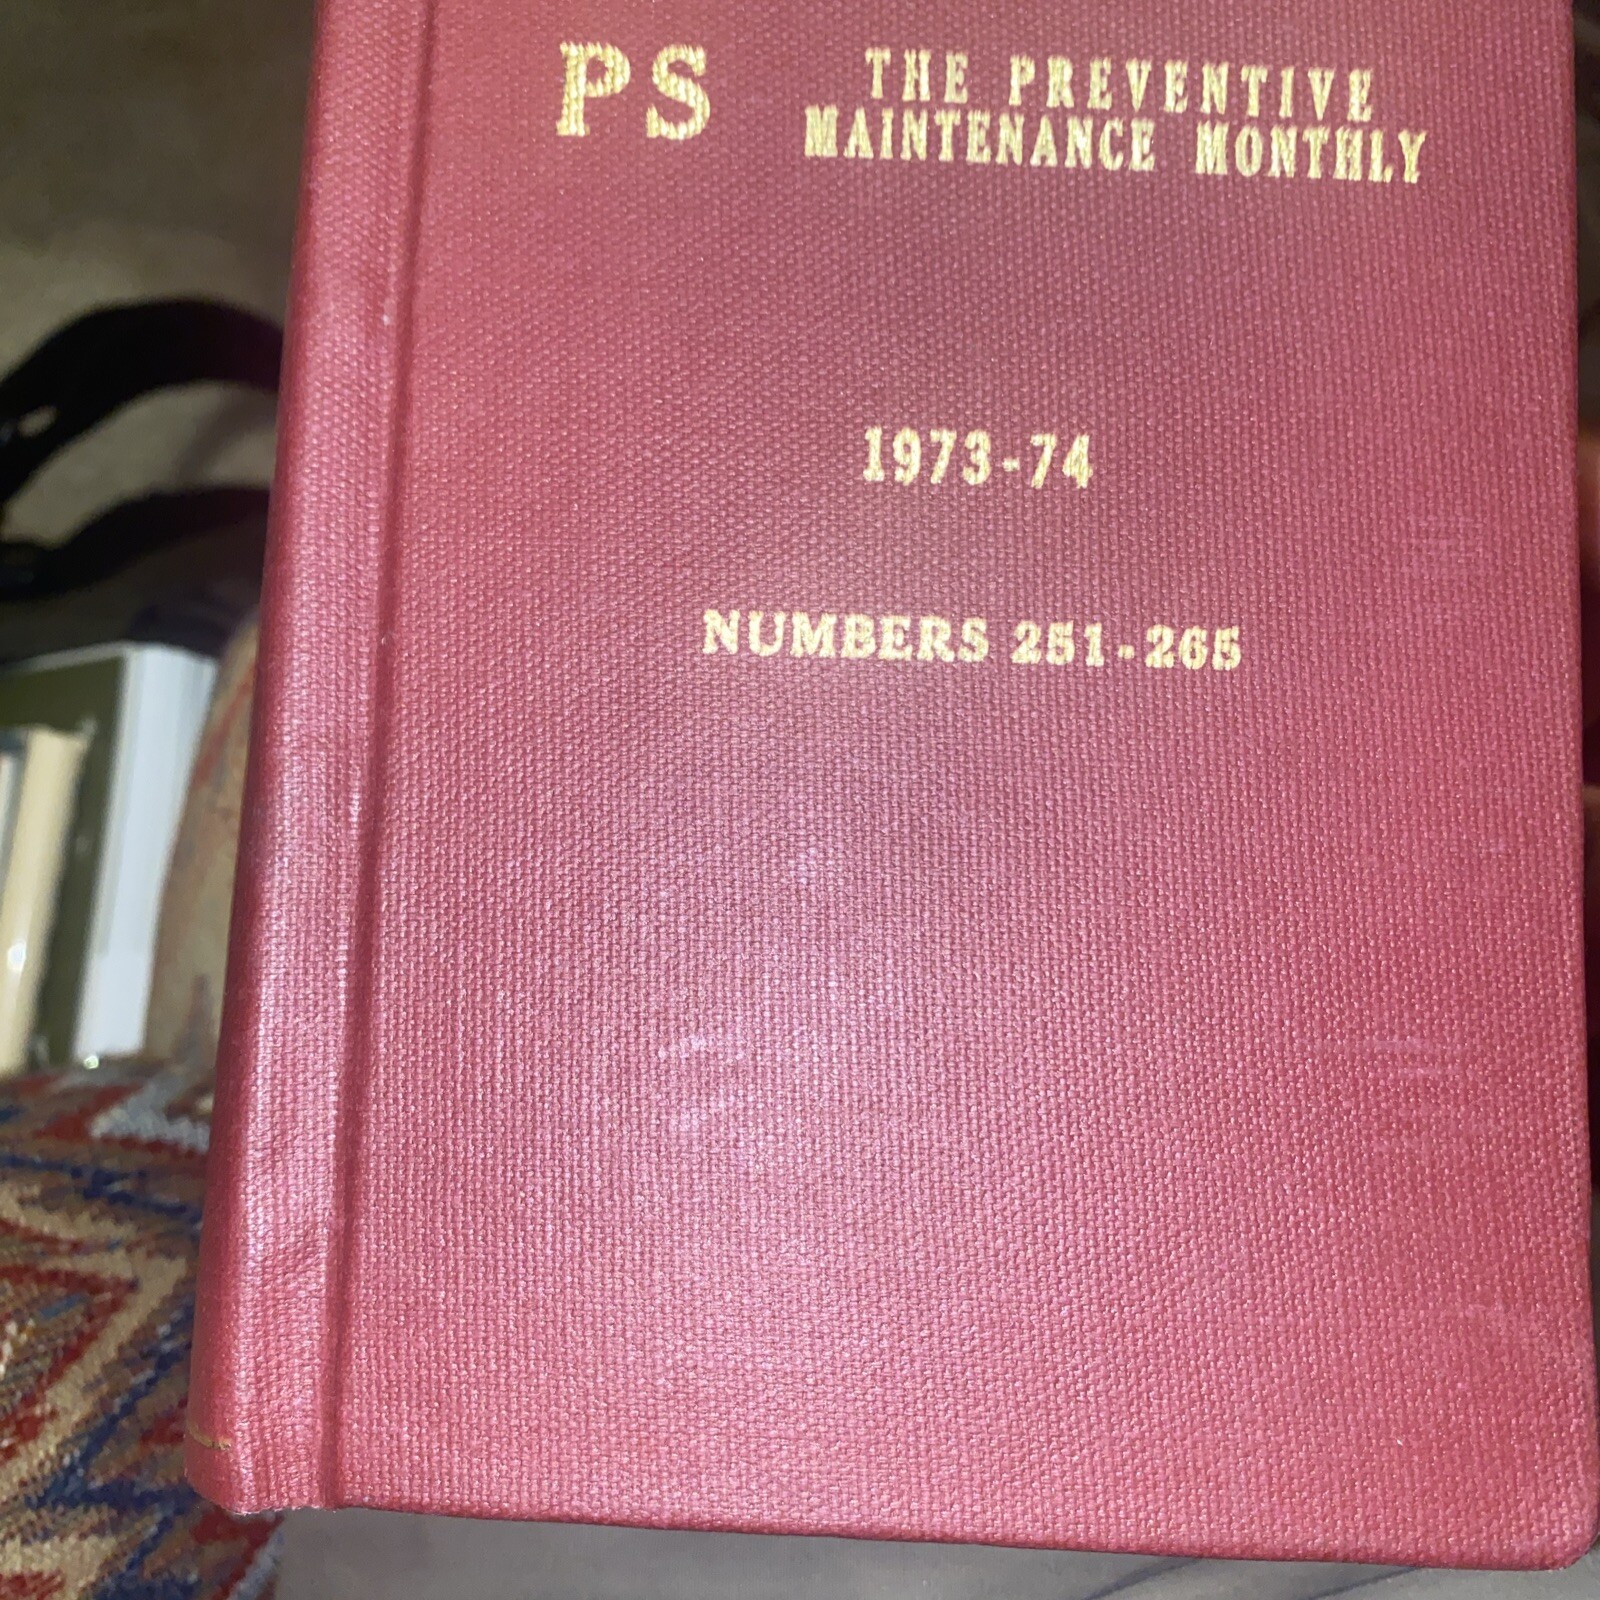 PS THE PREVENTIVE
MAINTENANCE MONTHLY
1973-74
NUMBERS 251-265